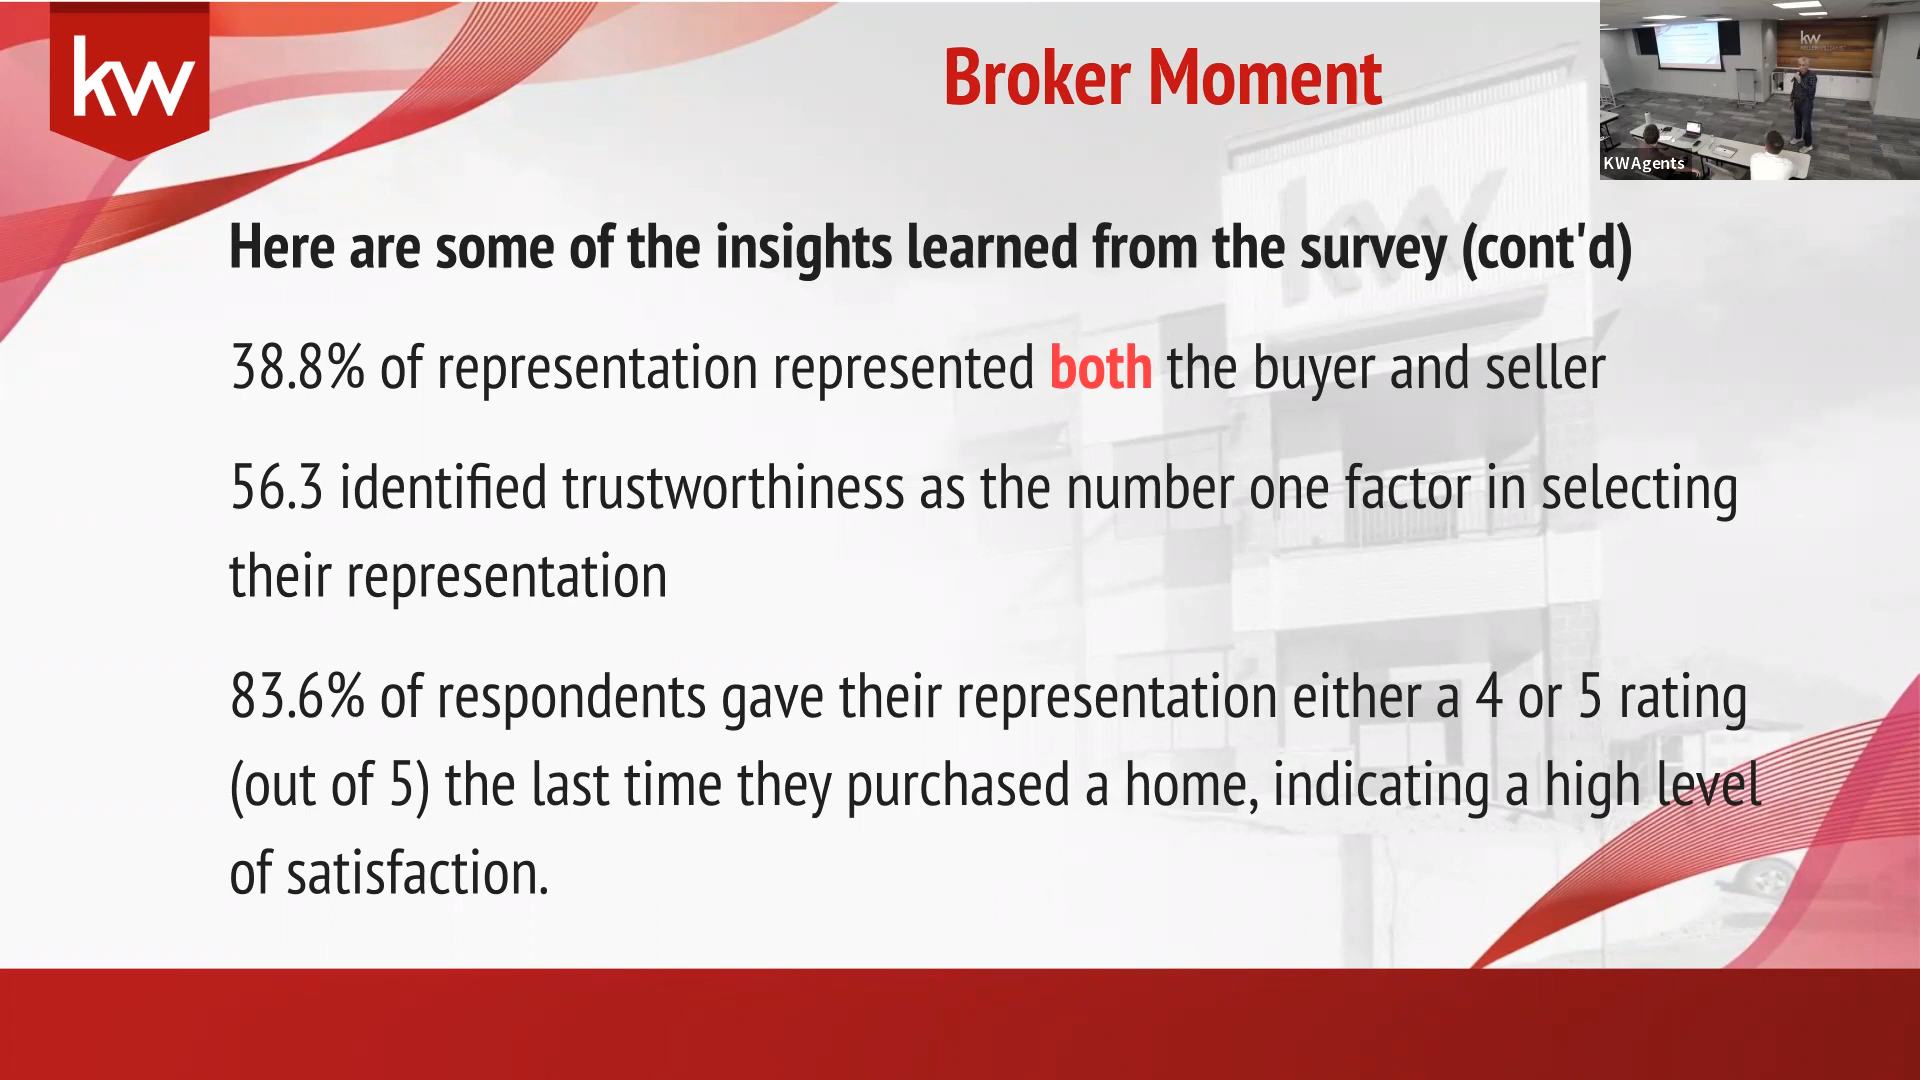 kw
Broker Moment
kw
KWAgents
Here are some of the insights learned from the survey (cont'd)
kw
38.8% of representation represented both the buyer and seller
56.3 identified trustworthiness as the number one factor in selecting
their representation
83.6% of respondents gave their representation either a 4 or 5 rating
(out of 5) the last time they purchased a home, indicating a high level
of satisfaction.